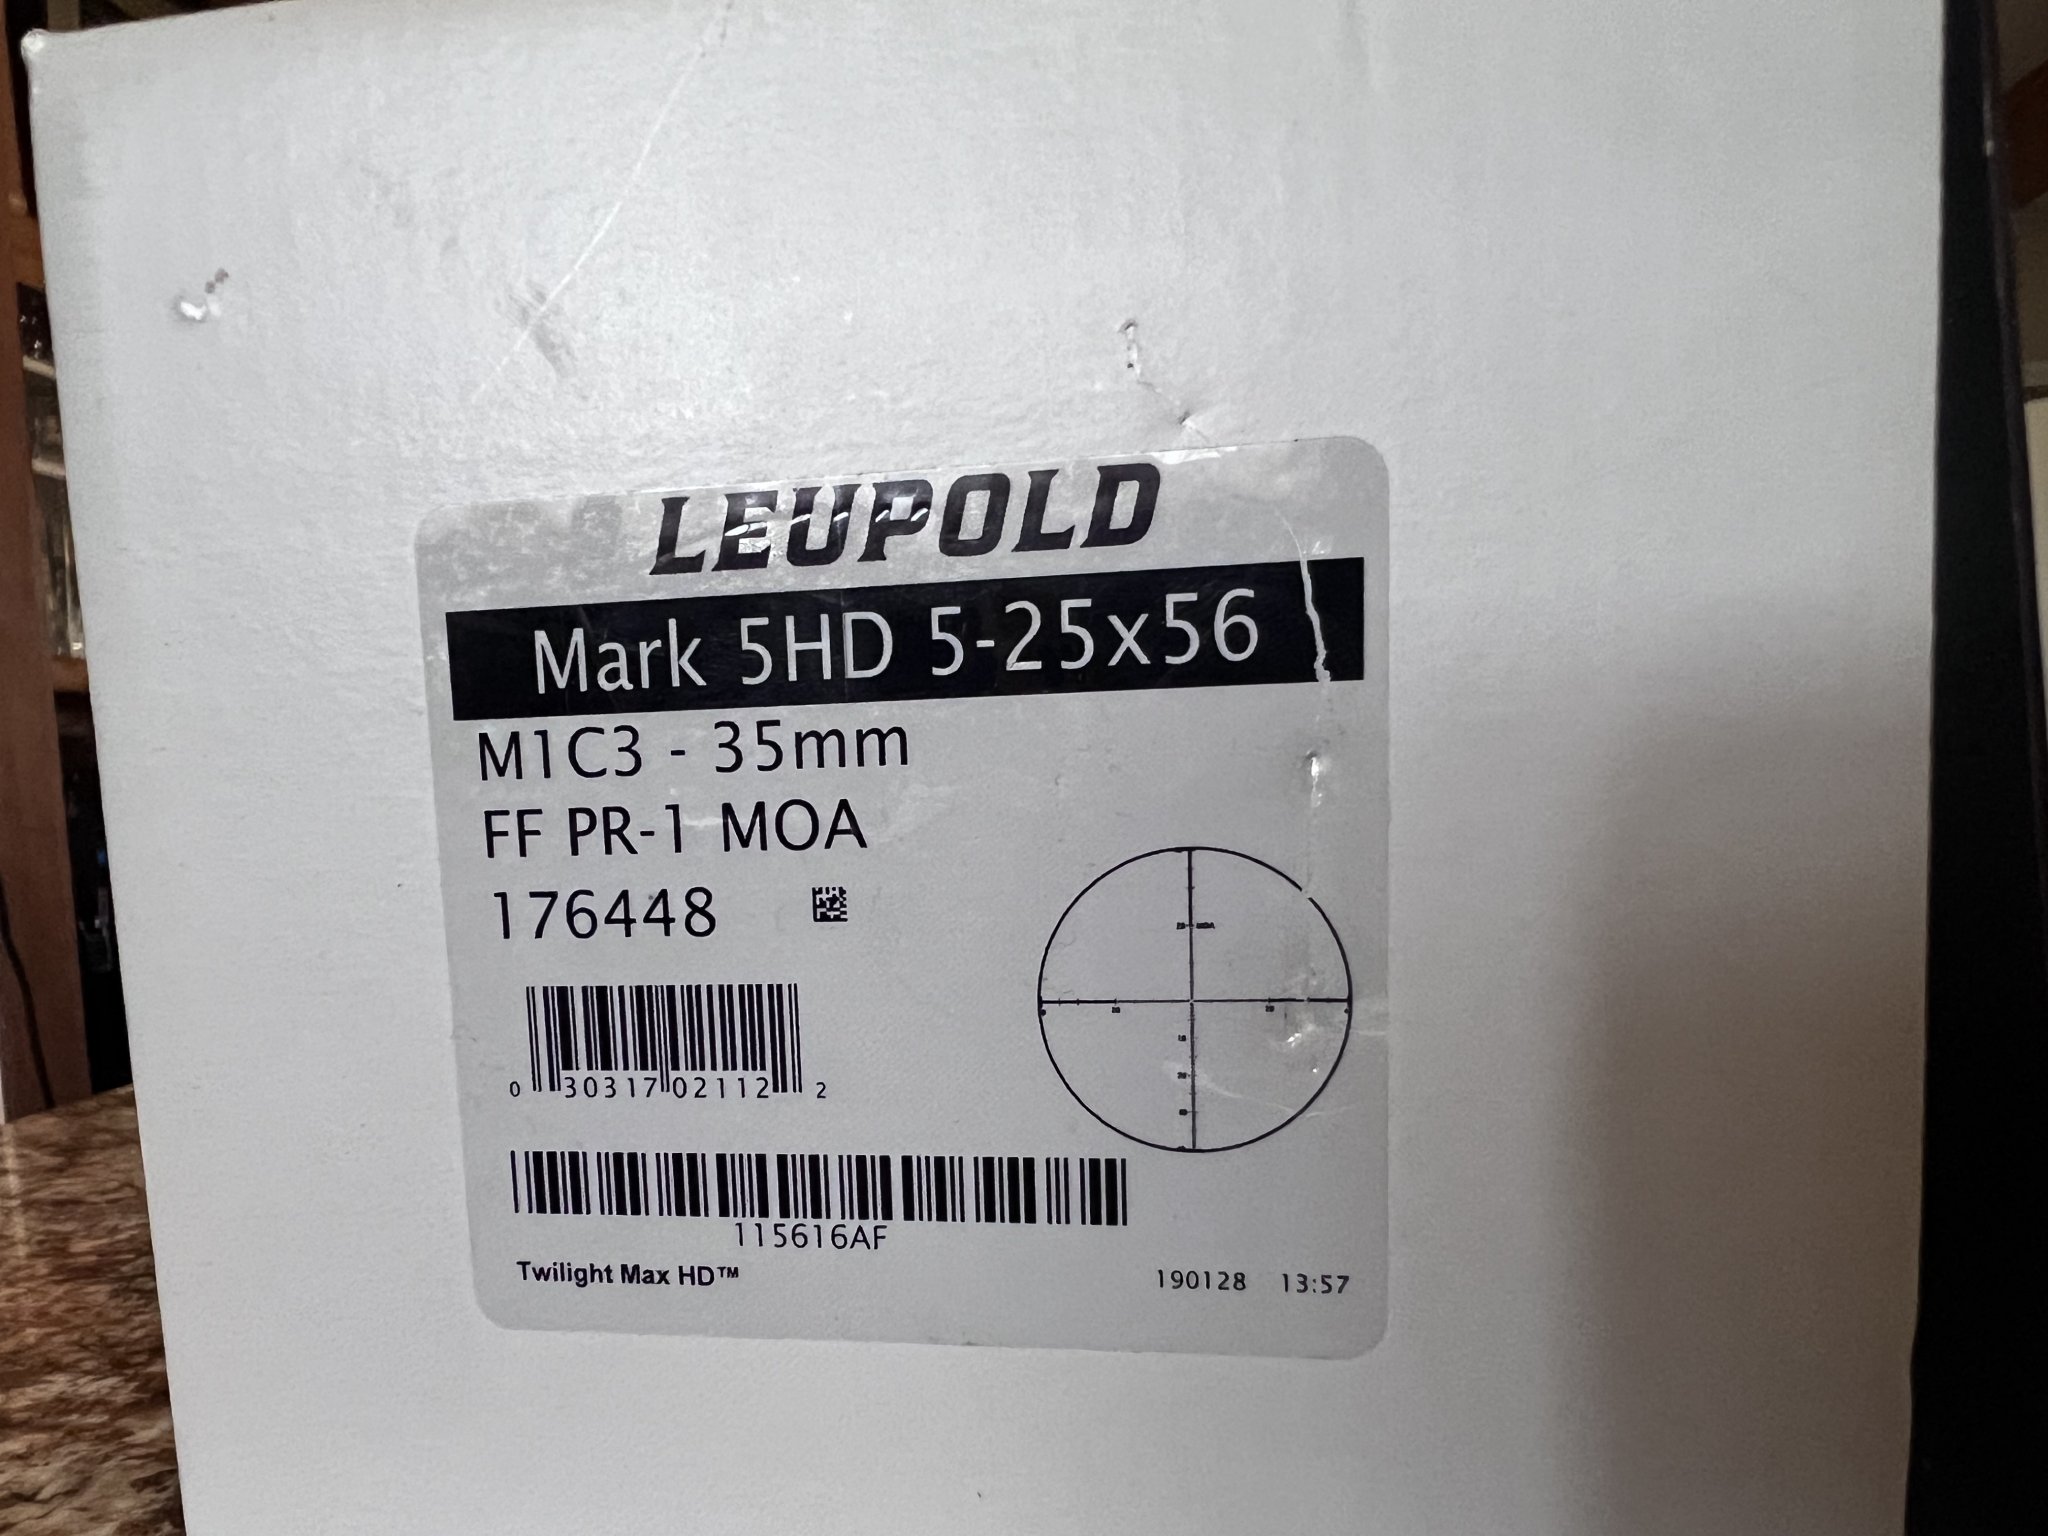 LEUPOLD
Mark 5HD 5-25x56
M1C3 - 35mm
FF PR-1 MOA
176448
0 30317 02112 2
115616AF
Twilight Max HD™
190128 13:57